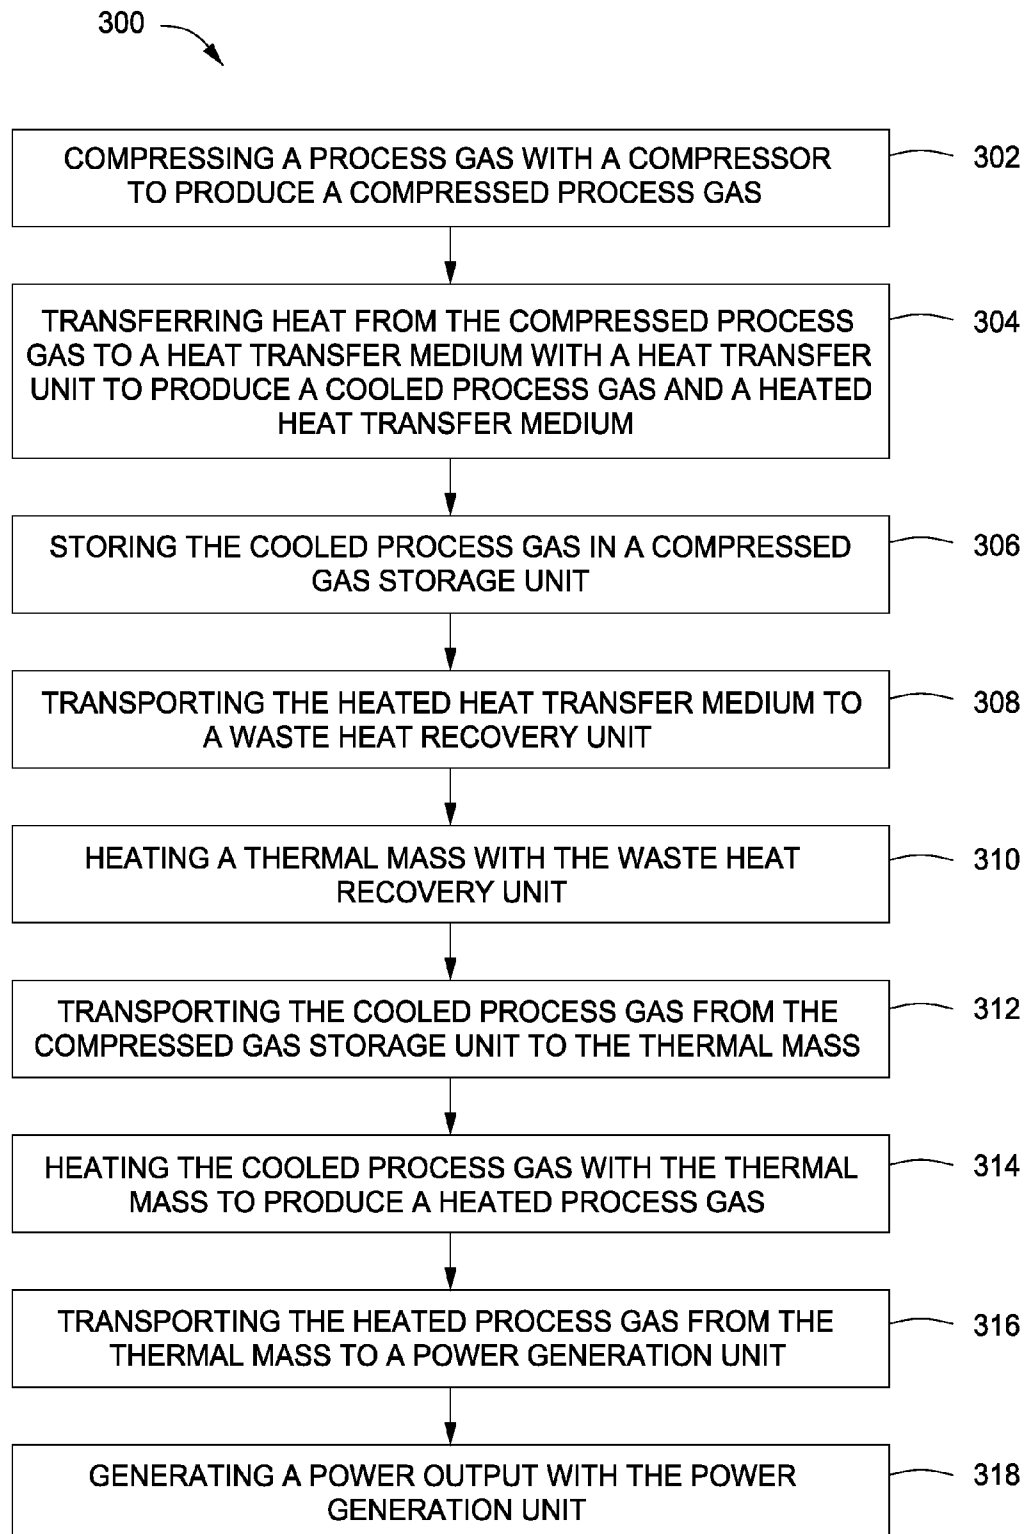 300
COMPRESSING A PROCESS GAS WITH A COMPRESSOR
TO PRODUCE A COMPRESSED PROCESS GAS
302
TRANSFERRING HEAT FROM THE COMPRESSED PROCESS
GAS TO A HEAT TRANSFER MEDIUM WITH A HEAT TRANSFER
UNIT TO PRODUCE A COOLED PROCESS GAS AND A HEATED
HEAT TRANSFER MEDIUM
304
STORING THE COOLED PROCESS GAS IN A COMPRESSED
GAS STORAGE UNIT
306
TRANSPORTING THE HEATED HEAT TRANSFER MEDIUM TO
A WASTE HEAT RECOVERY UNIT
308
HEATING A THERMAL MASS WITH THE WASTE HEAT
RECOVERY UNIT
310
TRANSPORTING THE COOLED PROCESS GAS FROM THE
COMPRESSED GAS STORAGE UNIT TO THE THERMAL MASS
312
HEATING THE COOLED PROCESS GAS WITH THE THERMAL
MASS TO PRODUCE A HEATED PROCESS GAS
314
TRANSPORTING THE HEATED PROCESS GAS FROM THE
THERMAL MASS TO A POWER GENERATION UNIT
316
GENERATING A POWER OUTPUT WITH THE POWER
GENERATION UNIT
318